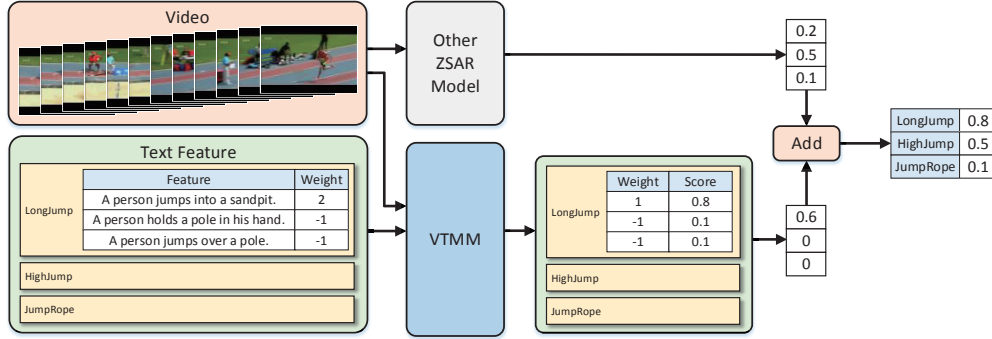 Video
Other
ZSAR
Model
0.2
0.5
0.1
Add
LongJump 0.8
HighJump 0.5
JumpRope 0.1
Text Feature
LongJump
Feature Weight
A person jumps into a sandpit. 2
A person holds a pole in his hand. -1
A person jumps over a pole. -1
HighJump
JumpRope
VTMM
LongJump
Weight Score
1 0.8
-1 0.1
-1 0.1
HighJump
JumpRope
0.6
0
0